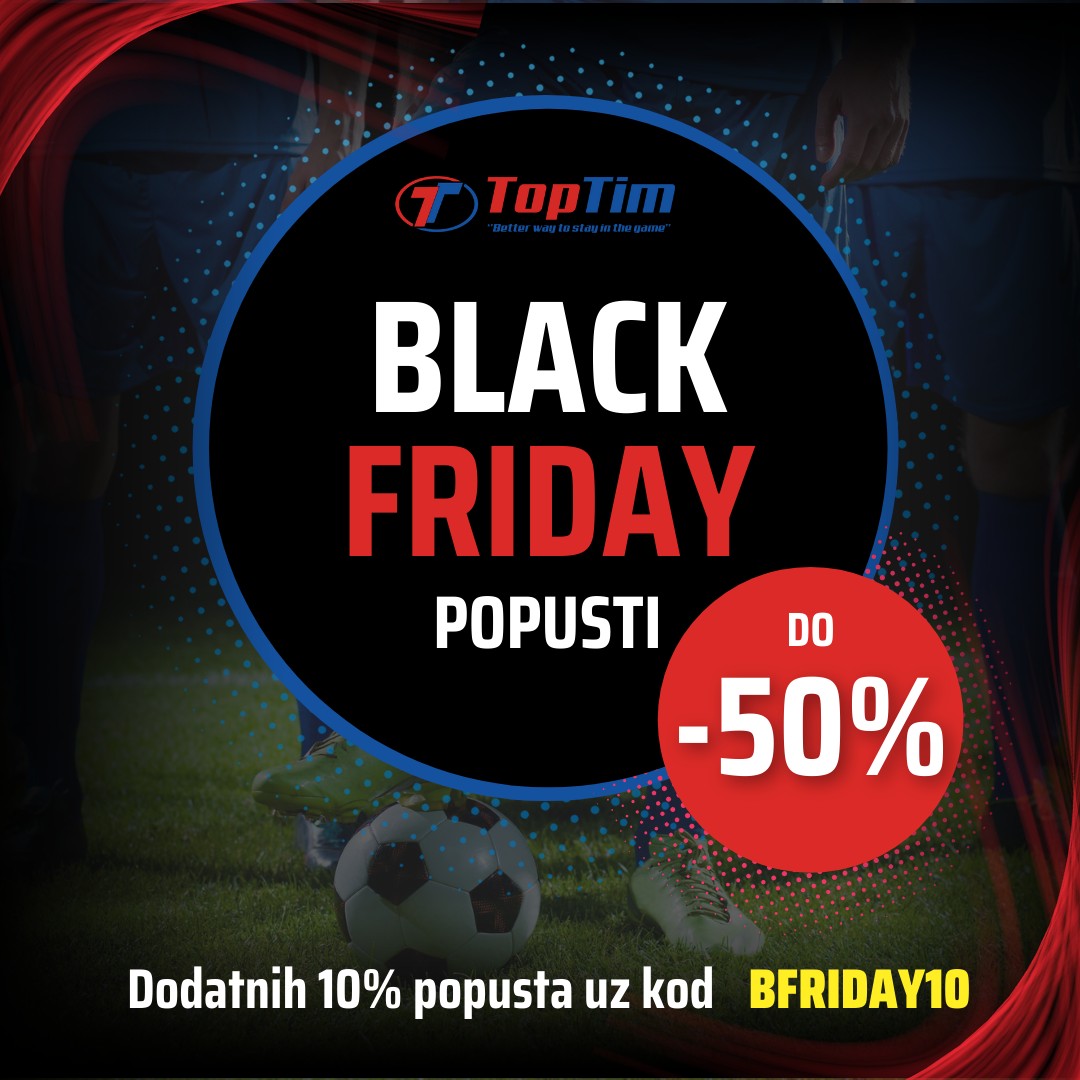 TopTim
"Better way to stay in the game"
BLACK
FRIDAY
POPUSTI
DO
-50%
Dodatnih 10% popusta uz kod BFRIDAY10